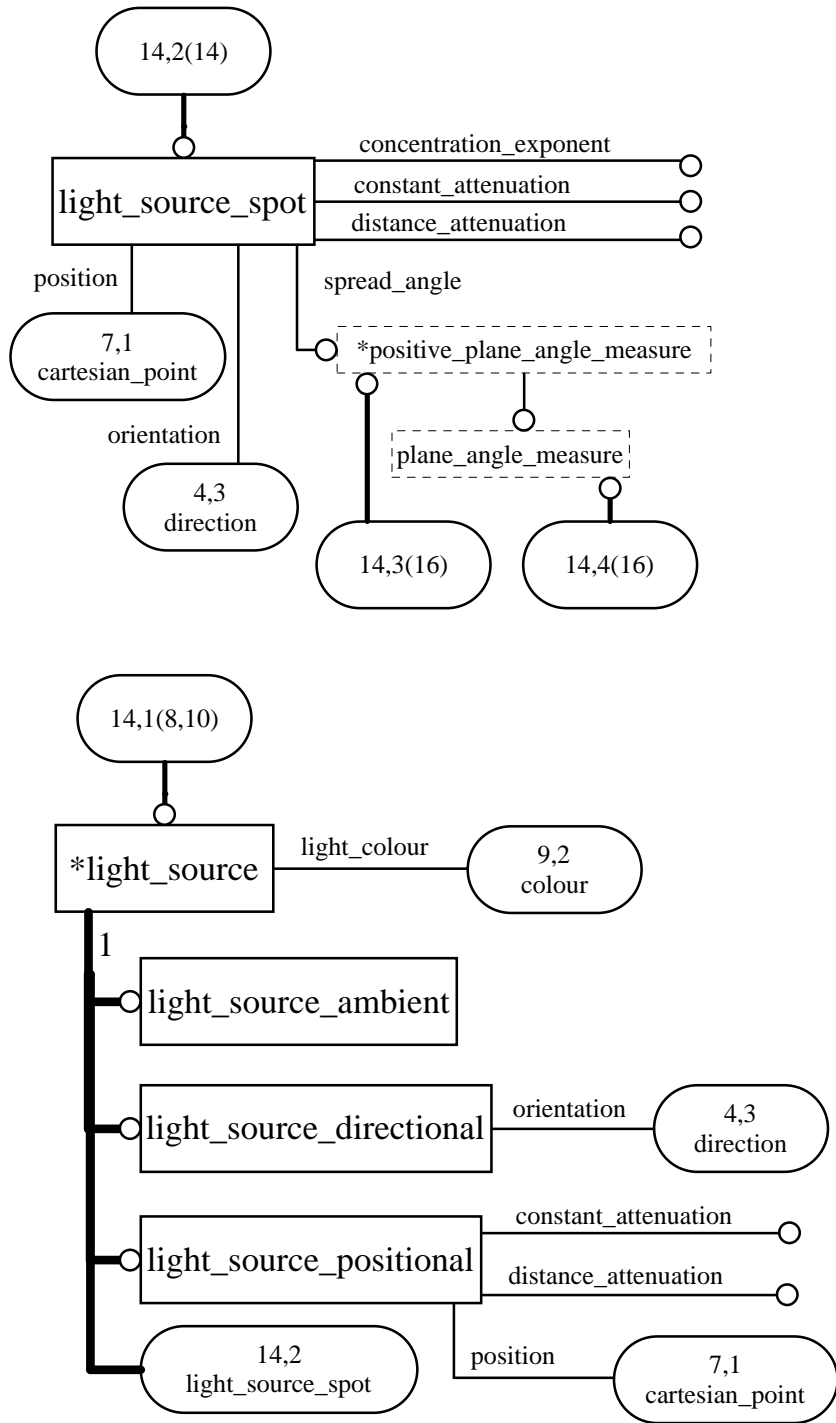 14,2(14)
concentration_exponent
constant_attenuation
distance_attenuation
light_source_spot
position
spread_angle
7,1
cartesian_point
*positive_plane_angle_measure
orientation
plane_angle_measure
4,3
direction
14,3(16)
14,4(16)
14,1(8,10)
*light_source
light_colour
9,2
colour
1
light_source_ambient
light_source_directional
orientation
4,3
direction
light_source_positional
constant_attenuation
distance_attenuation
position
14,2
light_source_spot
7,1
cartesian_point